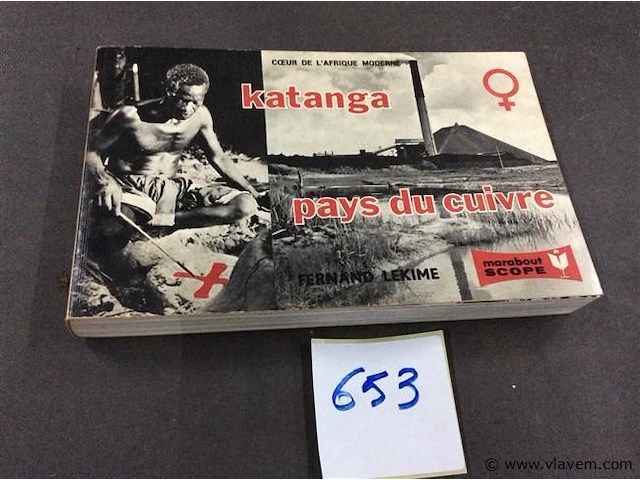 CŒUR DE L'AFRIQUE MODERNE
katanga
pays du cuivre
marabout
SCOPE
FERNAND LEKIME
653
© www.vlavem.com